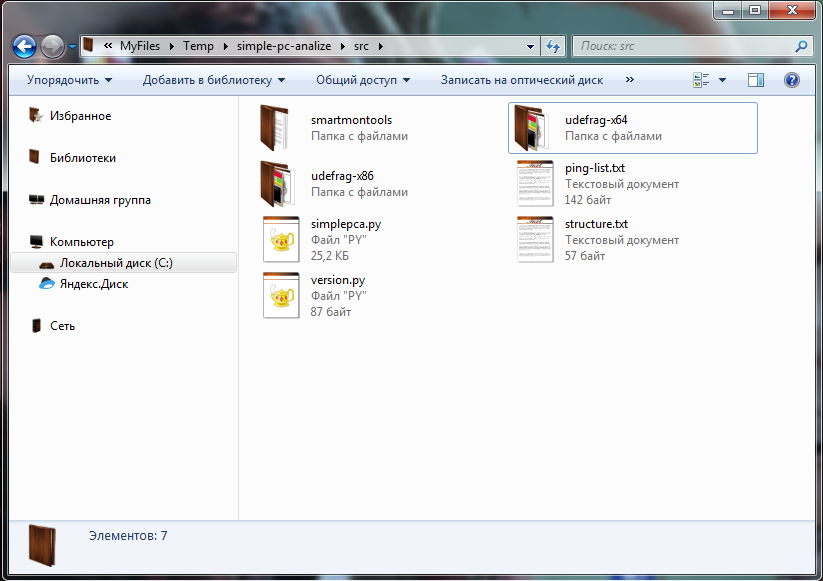 « MyFiles ▸ Temp ▸ simple-pc-analize ▸ src ▸
Поиск: src
Упорядочить ▾ Добавить в библиотеку ▾ Общий доступ ▾ Записать на оптический диск »
Избранное
Библиотеки
Домашняя группа
Компьютер
Локальный диск (C:)
Яндекс.Диск
Сеть
smartmontools
Папка с файлами
udefrag-x64
Папка с файлами
udefrag-x86
Папка с файлами
ping-list.txt
Текстовый документ
142 байт
simplepca.py
Файл "PY"
25,2 КБ
structure.txt
Текстовый документ
57 байт
version.py
Файл "PY"
87 байт
Элементов: 7